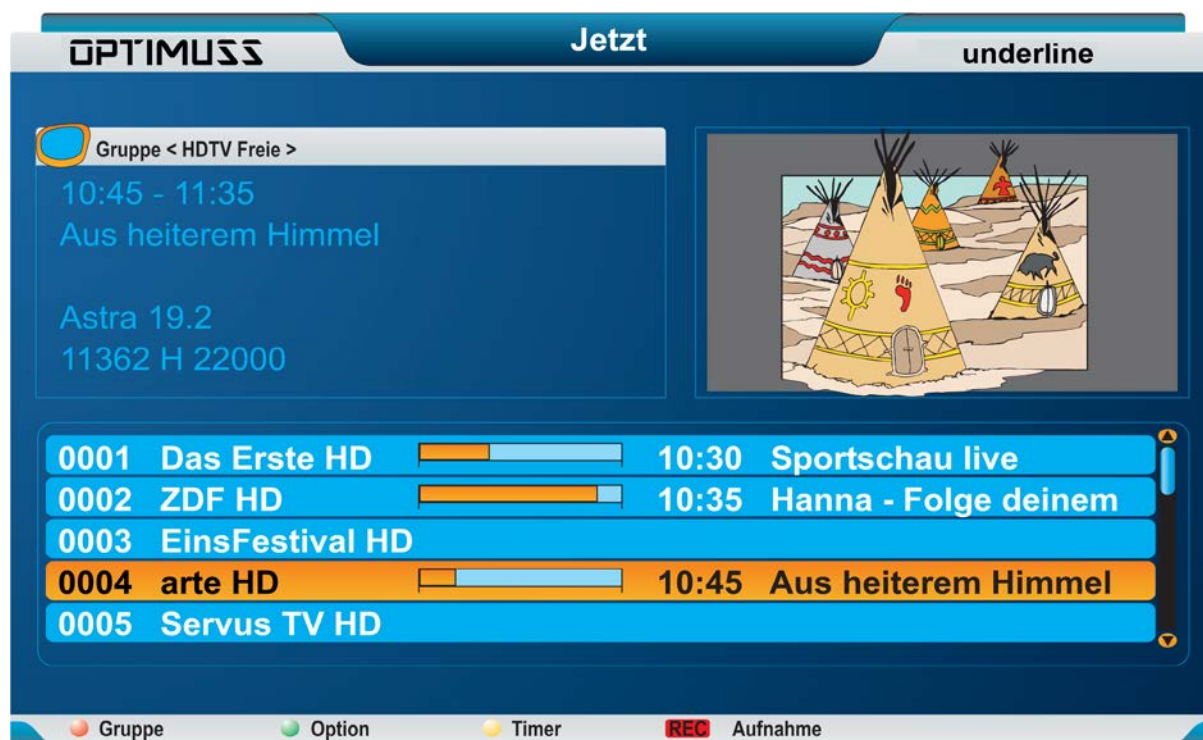 OPTIMUSS
Jetzt
underline
Gruppe < HDTV Freie >
10:45 - 11:35
Aus heiterem Himmel
Astra 19.2
11362 H 22000
0001 Das Erste HD 10:30 Sportschau live
0002 ZDF HD 10:35 Hanna - Folge deinem
0003 EinsFestival HD
0004 arte HD 10:45 Aus heiterem Himmel
0005 Servus TV HD
Gruppe Option Timer REC Aufnahme